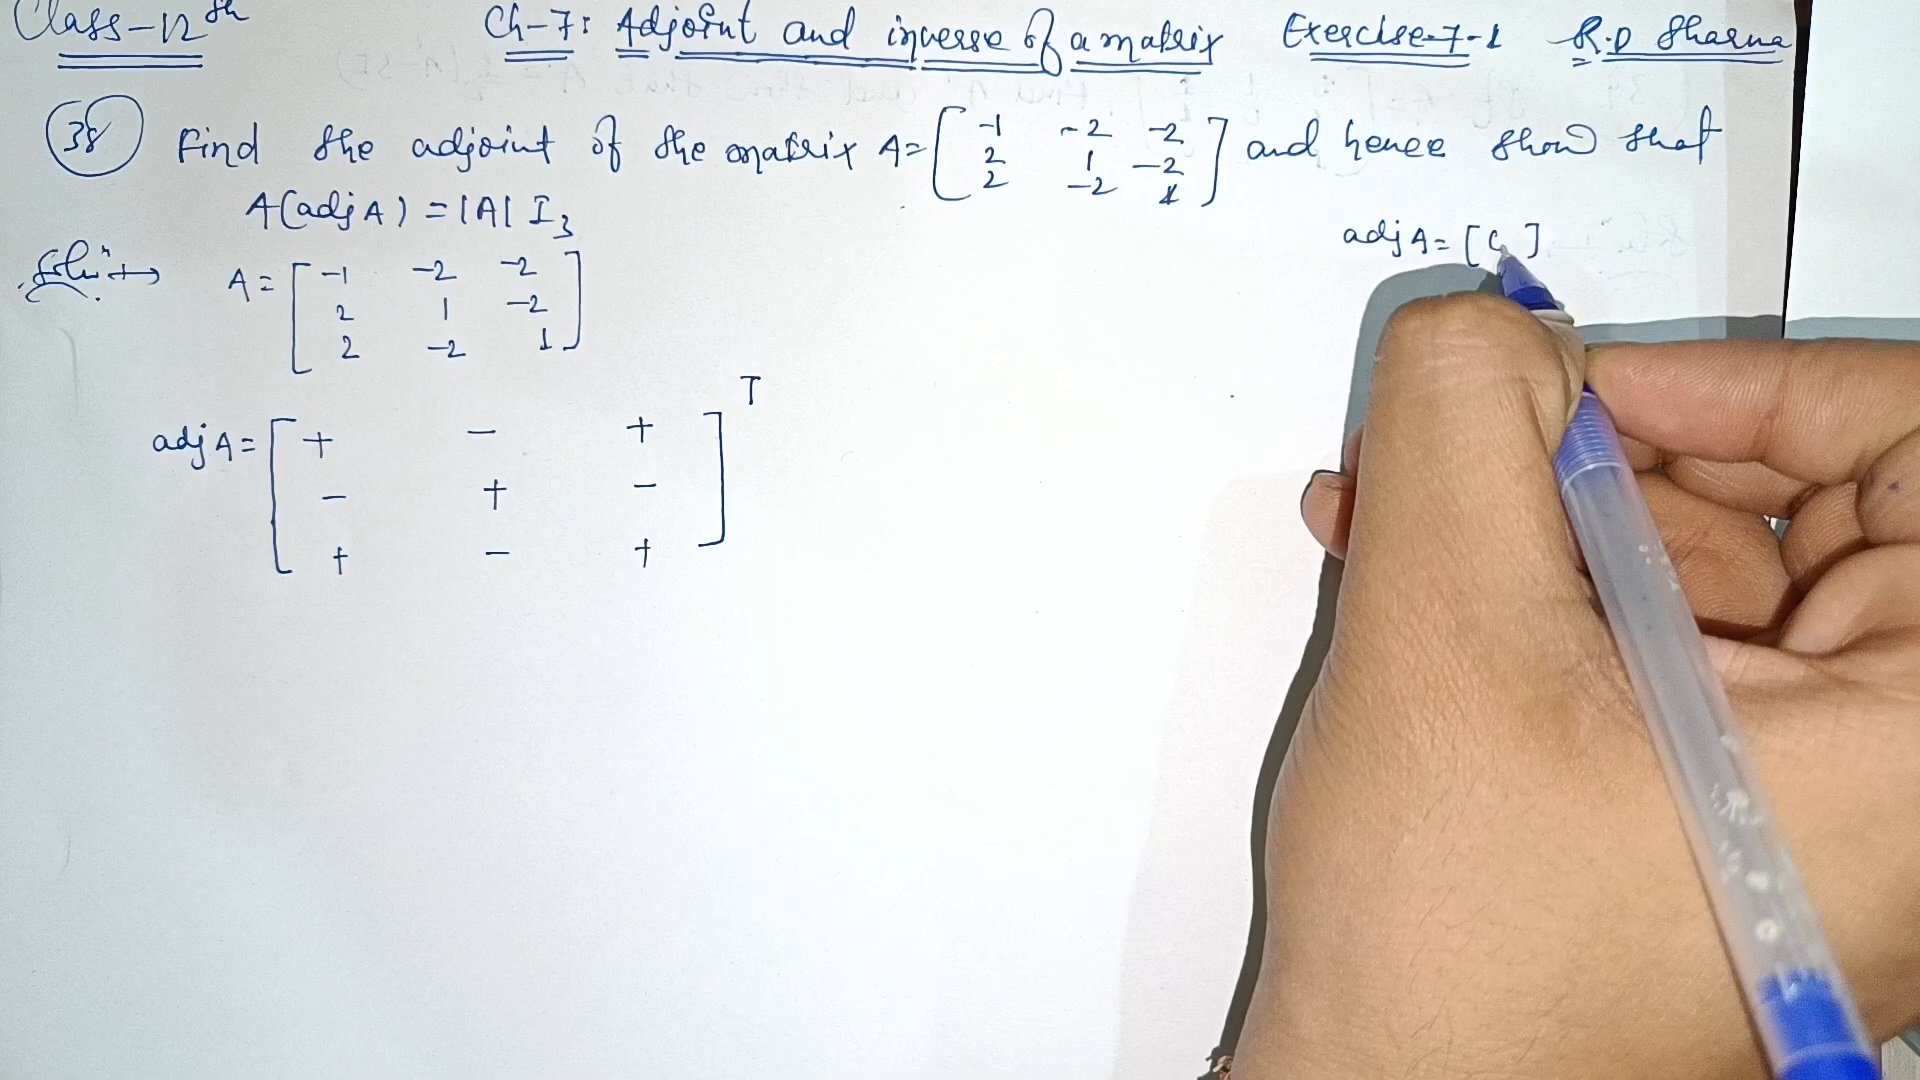 Class-12th Ch-7: Adjoint and inverse of a matrix Exercise-7.1 R.D Sharma
38 Find the adjoint of the matrix A= [ -1 -2 -2
2 1 -2
2 -2 1 ] and hence show that
A(adj A) = |A| I3
Soln→ A = [ -1 -2 -2
2 1 -2
2 -2 1 ]
adj A = [ C ]
adj A = [ + - +
- + -
+ - + ]T